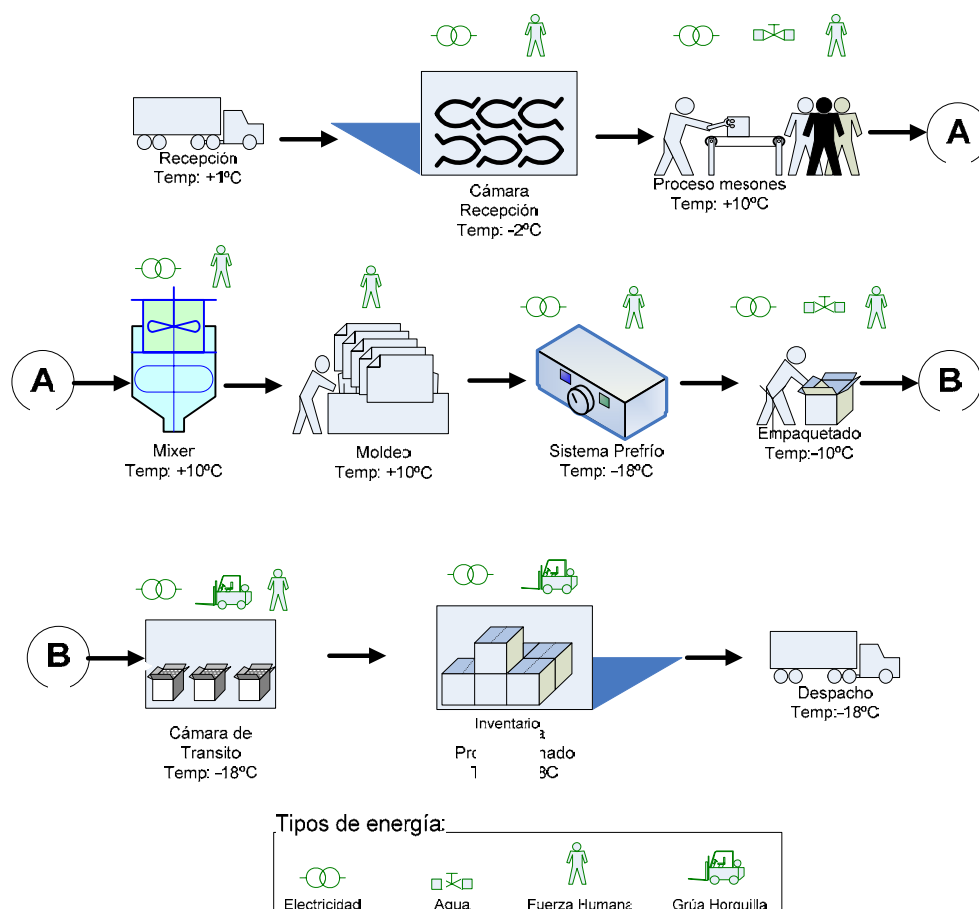 Recepción
Temp: +1ºC
Cámara
Recepción
Temp: -2ºC
Proceso mesones
Temp: +10ºC
A
A
Mixer
Temp: +10ºC
Moldeo
Temp: +10ºC
Sistema Prefrío
Temp: -18ºC
Empaquetado
Temp:-10ºC
B
B
Cámara de
Transito
Temp: -18ºC
Inventario
Despacho
Temp:-18ºC
Tipos de energía:
Electricidad
Agua
Fuerza Humana
Grúa Horquilla